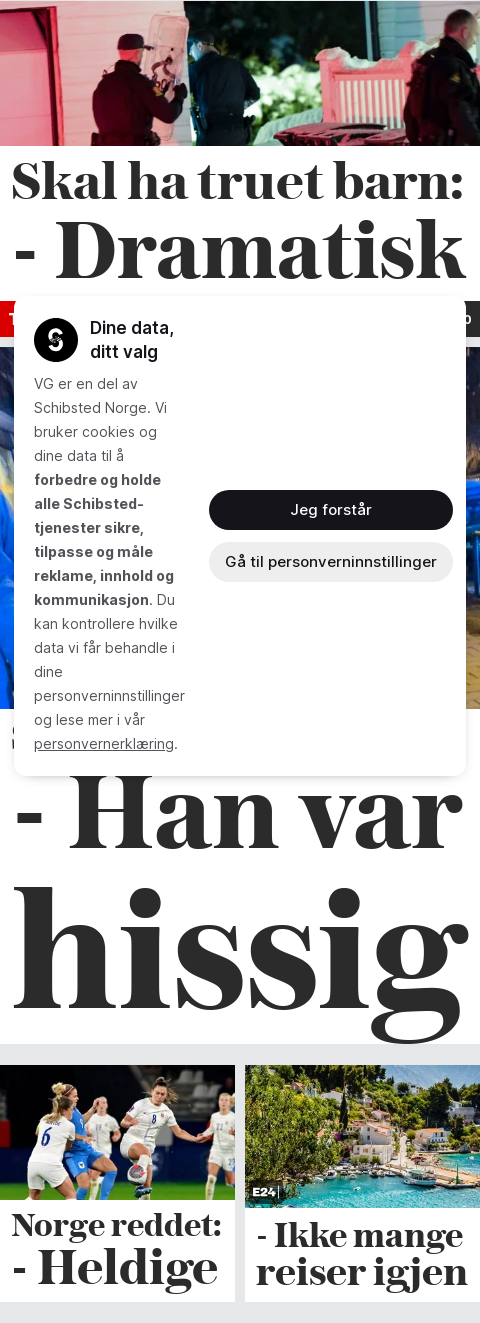 Skal ha truet barn:
- Dramatisk
Dine data,
ditt valg
VG er en del av
Schibsted Norge. Vi
bruker cookies og
dine data til å
forbedre og holde
alle Schibsted-
tjenester sikre,
tilpasse og måle
reklame, innhold og
kommunikasjon. Du
kan kontrollere hvilke
data vi får behandle i
dine
personverninnstillinger
og lese mer i vår
personvernerklæring.
Jeg forstår
Gå til personverninnstillinger
- Han var
hissig
Norge reddet:
- Heldige
E24
- Ikke mange
reiser igjen